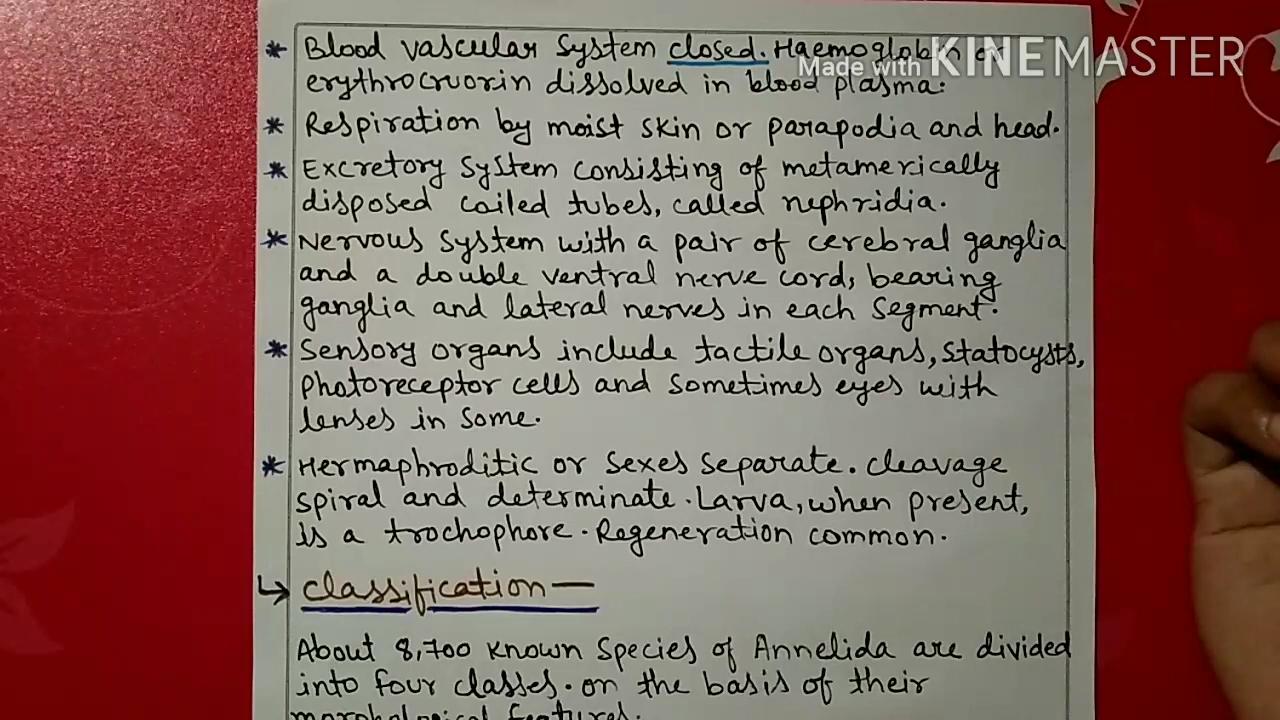 * Blood vascular System closed. Haemoglobin or
erythrocruorin dissolved in blood plasma.
Made with KINEMASTER
* Respiration by moist skin or parapodia and head.
* Excretory System consisting of metamerically
disposed coiled tubes, called nephridia.
* Nervous System with a pair of cerebral ganglia
and a double ventral nerve cord, bearing
ganglia and lateral nerves in each segment.
* Sensory organs include tactile organs, statocysts,
Photoreceptor cells and sometimes eyes with
lenses in some.
* Hermaphroditic or sexes separate. cleavage
spiral and determinate. Larva, when present,
is a trochophore. Regeneration common.
↳ classification —
About 8,700 known species of Annelida are divided
into four classes. on the basis of their
morphological features.